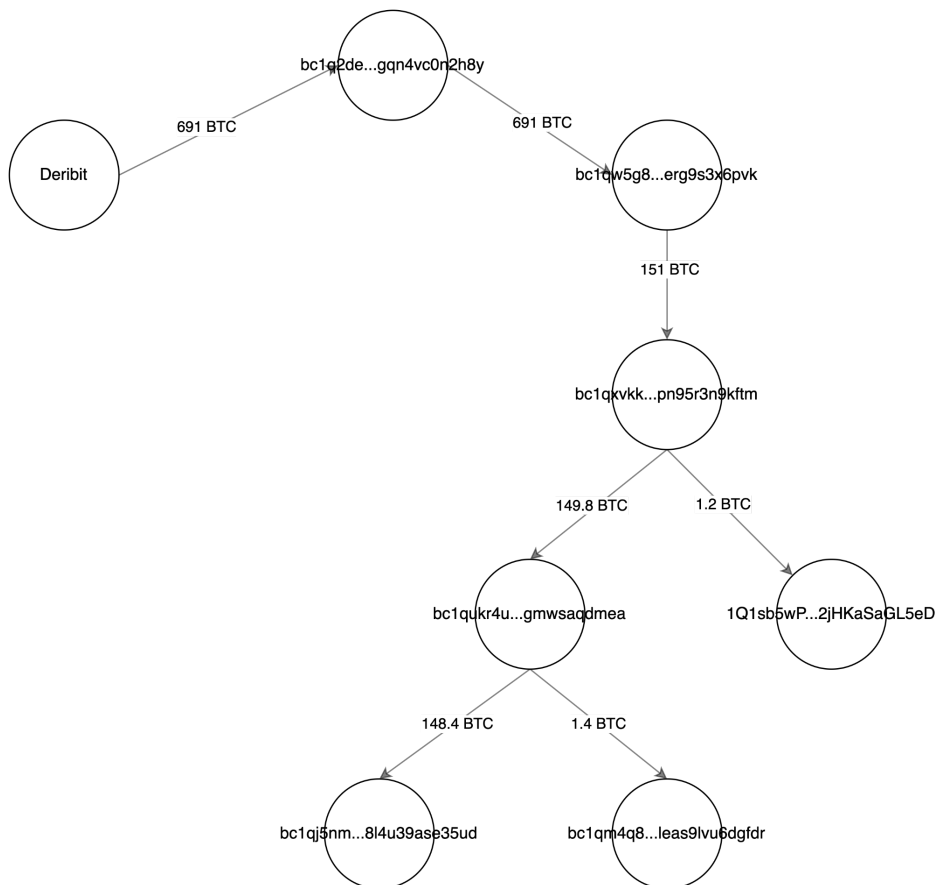 bc1q2de...gqn4vc0n2h8y
691 BTC
691 BTC
Deribit
bc1qw5g8...erg9s3x6pvk
151 BTC
bc1qxvkk...pn95r3n9kftm
149.8 BTC
1.2 BTC
bc1qukr4u...gmwsaqdmea
1Q1sb5wP...2jHKaSaGL5eD
148.4 BTC
1.4 BTC
bc1qj5nm...8l4u39ase35ud
bc1qm4q8...leas9lvu6dgfdr